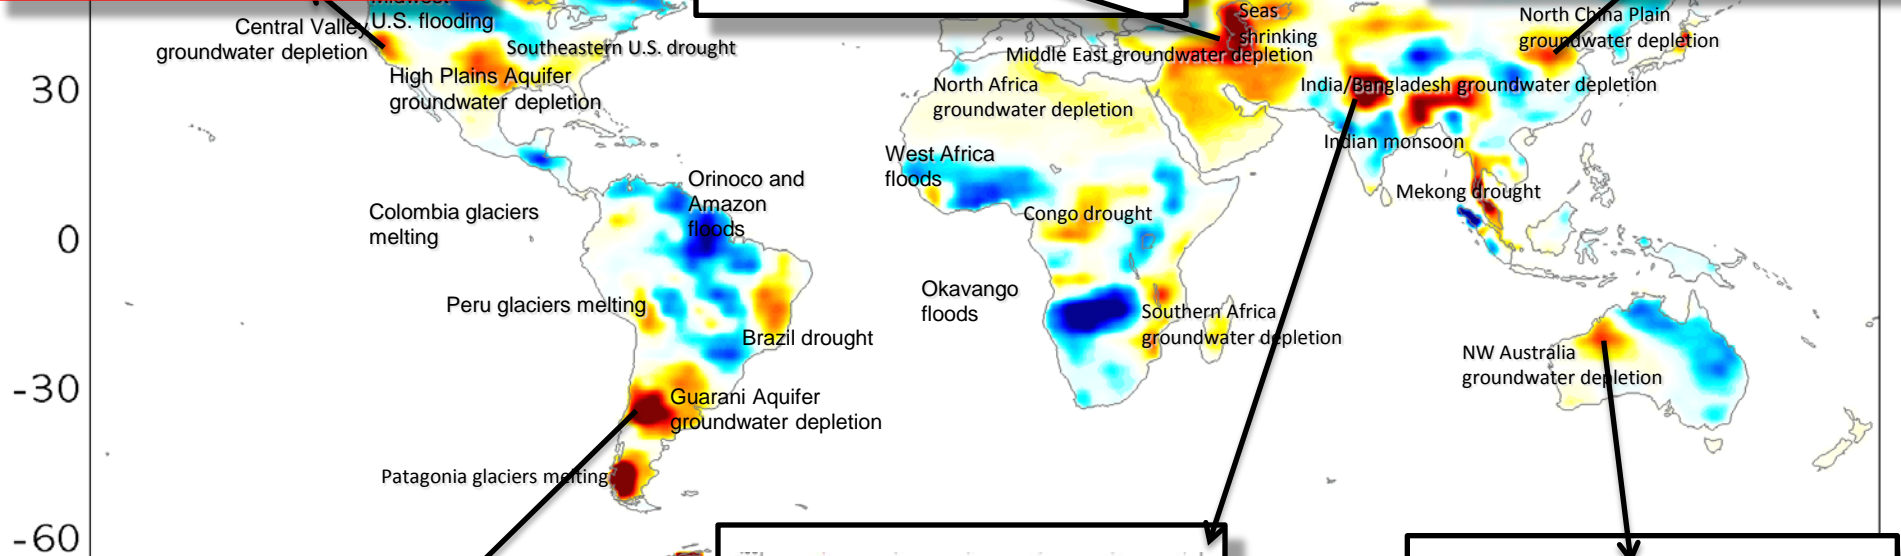 Midwest
U.S. flooding
Central Valley
groundwater depletion
Southeastern U.S. drought
High Plains Aquifer
groundwater depletion
Seas
shrinking
Middle East groundwater depletion
North China Plain
groundwater depletion
North Africa
groundwater depletion
India/Bangladesh groundwater depletion
Indian monsoon
West Africa
floods
Mekong drought
Orinoco and
Amazon
floods
Colombia glaciers
melting
Congo drought
Peru glaciers melting
Okavango
floods
Southern Africa
groundwater depletion
Brazil drought
NW Australia
groundwater depletion
Guarani Aquifer
groundwater depletion
Patagonia glaciers melting
30
0
-30
-60